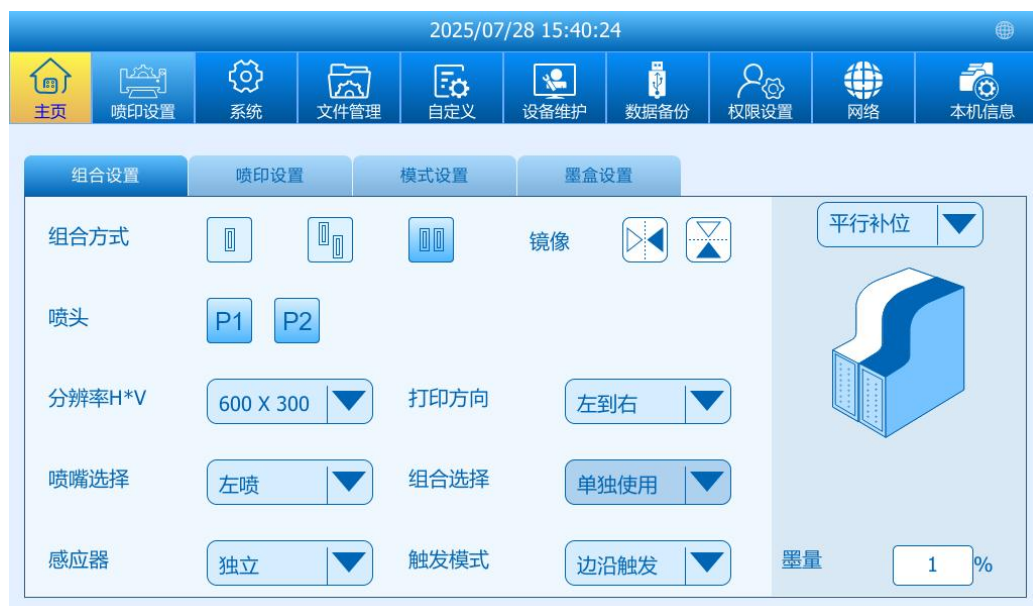 2025/07/28 15:40:24
主页 喷印设置 系统 文件管理 自定义 设备维护 数据备份 权限设置 网络 本机信息
组合设置 喷印设置 模式设置 墨盒设置
组合方式 镜像 平行补位
喷头 P1 P2
分辨率H*V 600 X 300 打印方向 左到右
喷嘴选择 左喷 组合选择 单独使用
感应器 独立 触发模式 边沿触发 墨量 1 %